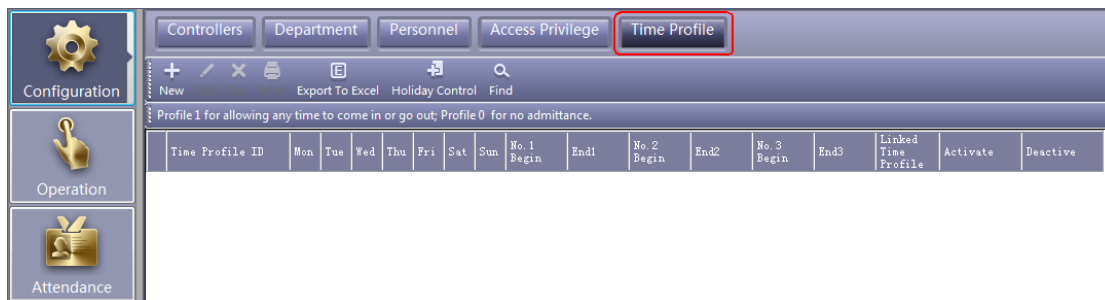 Controllers Department Personnel Access Privilege Time Profile
New Export To Excel Holiday Control Find
Profile 1 for allowing any time to come in or go out; Profile 0 for no admittance.
Time Profile ID Mon Tue Wed Thu Fri Sat Sun No. 1 Begin End1 No. 2 Begin End2 No. 3 Begin End3 Linked Time Profile Activate Deactive
Configuration
Operation
Attendance